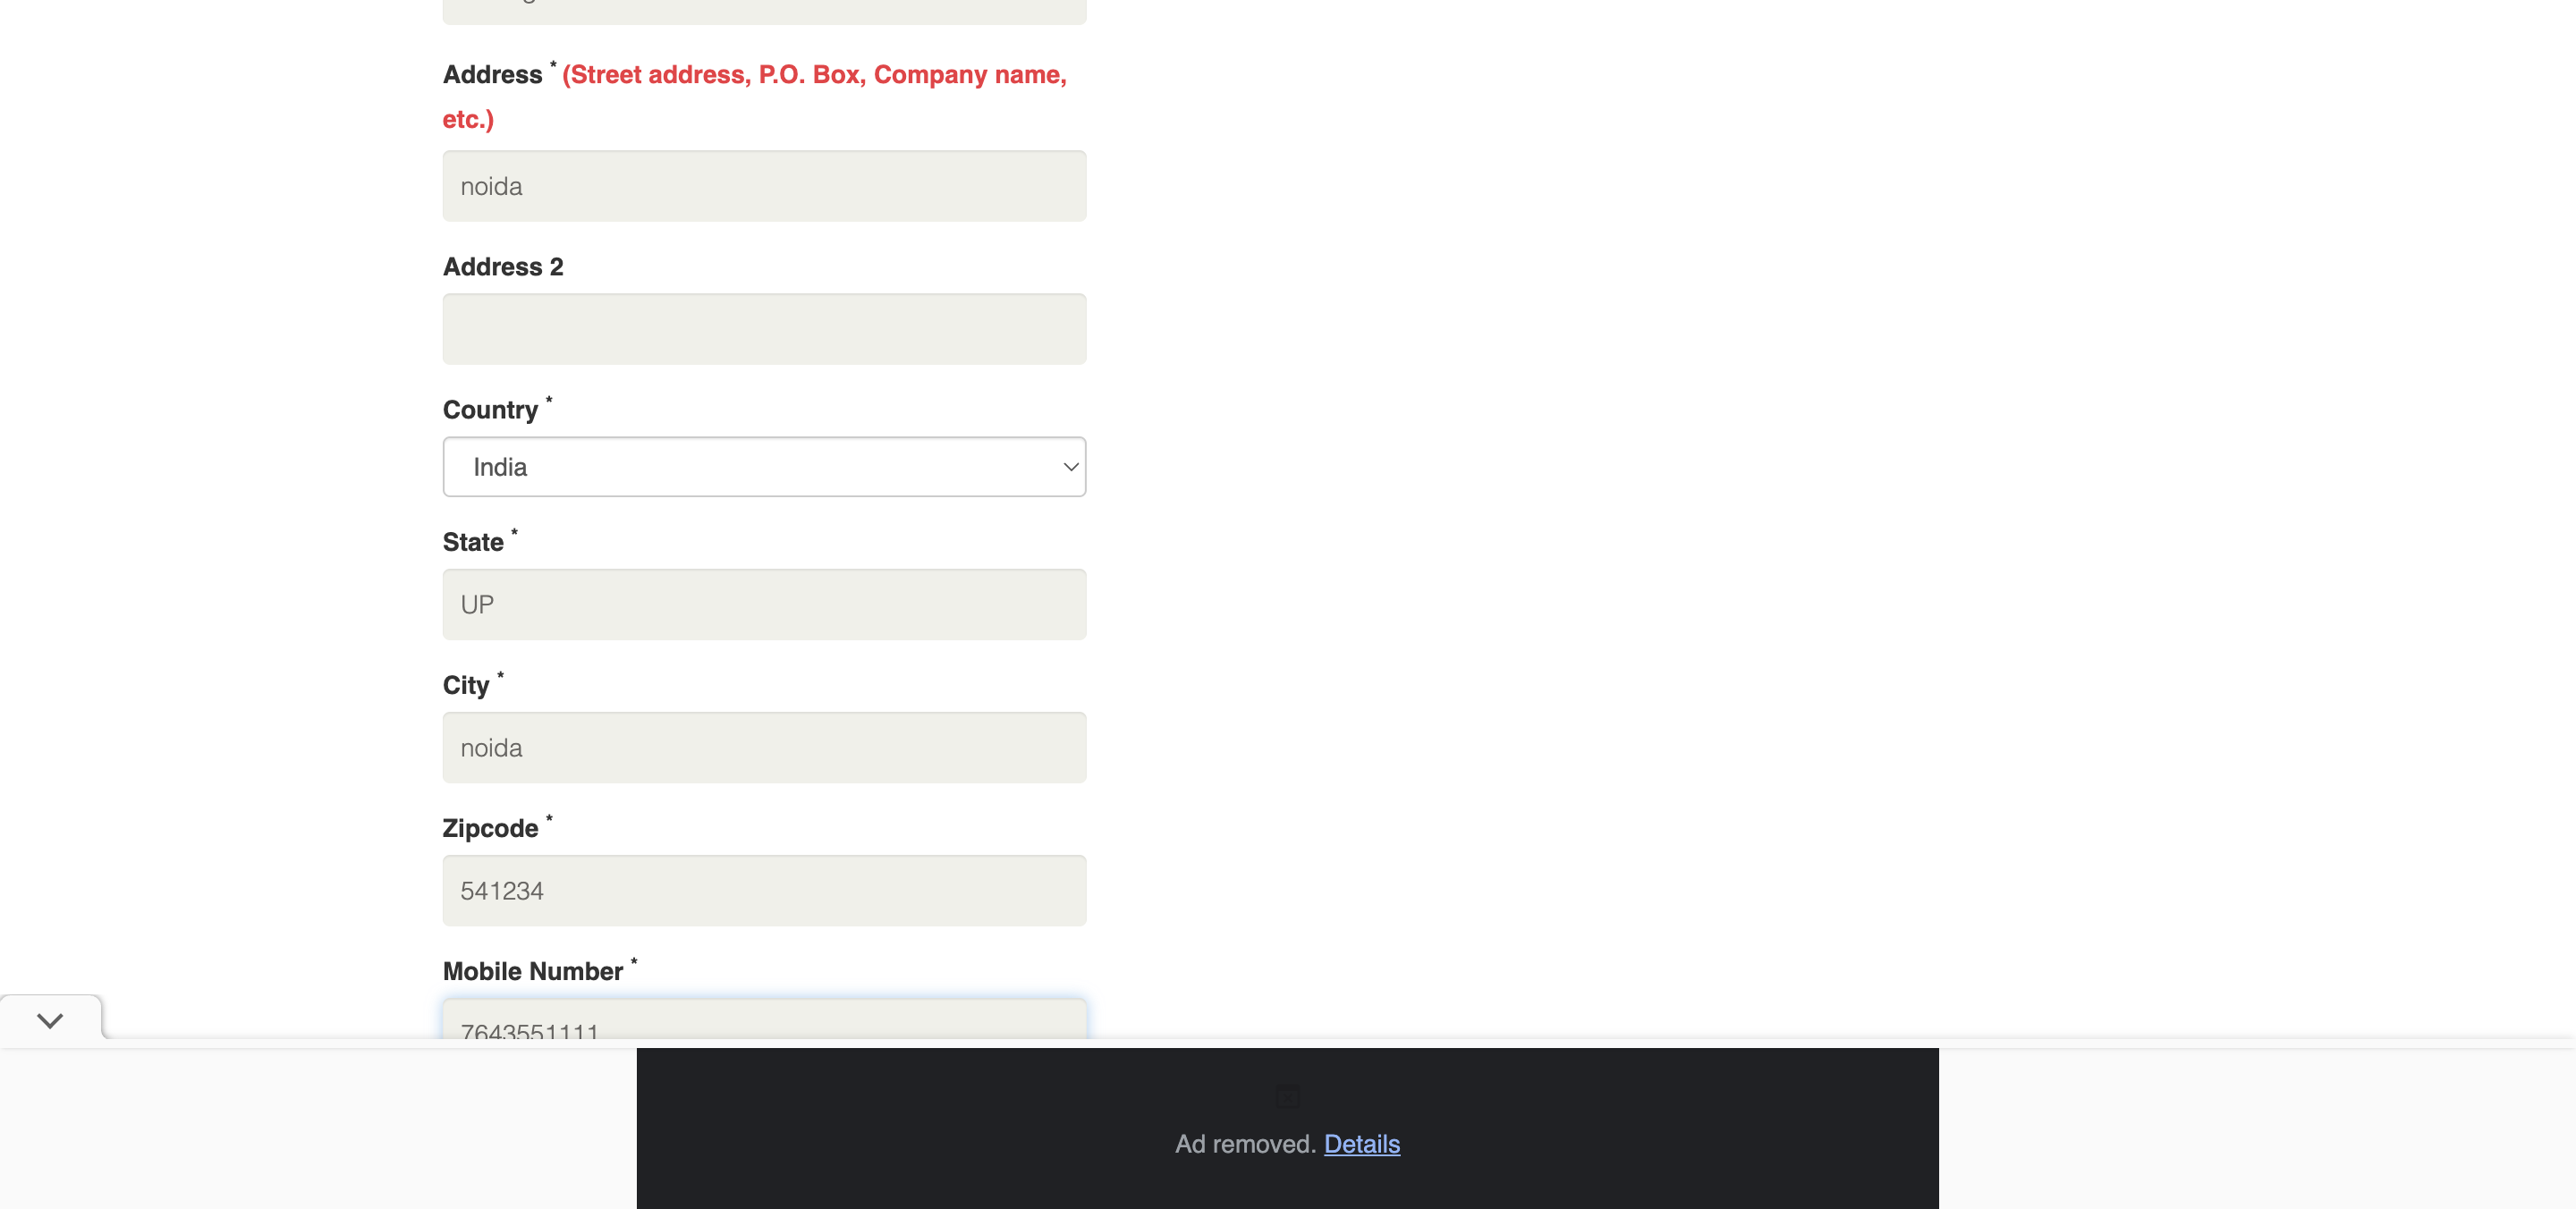 Address * (Street address, P.O. Box, Company name,
etc.)
noida
Address 2
Country *
India
State *
UP
City *
noida
Zipcode *
541234
Mobile Number *
7643551111
Ad removed. Details